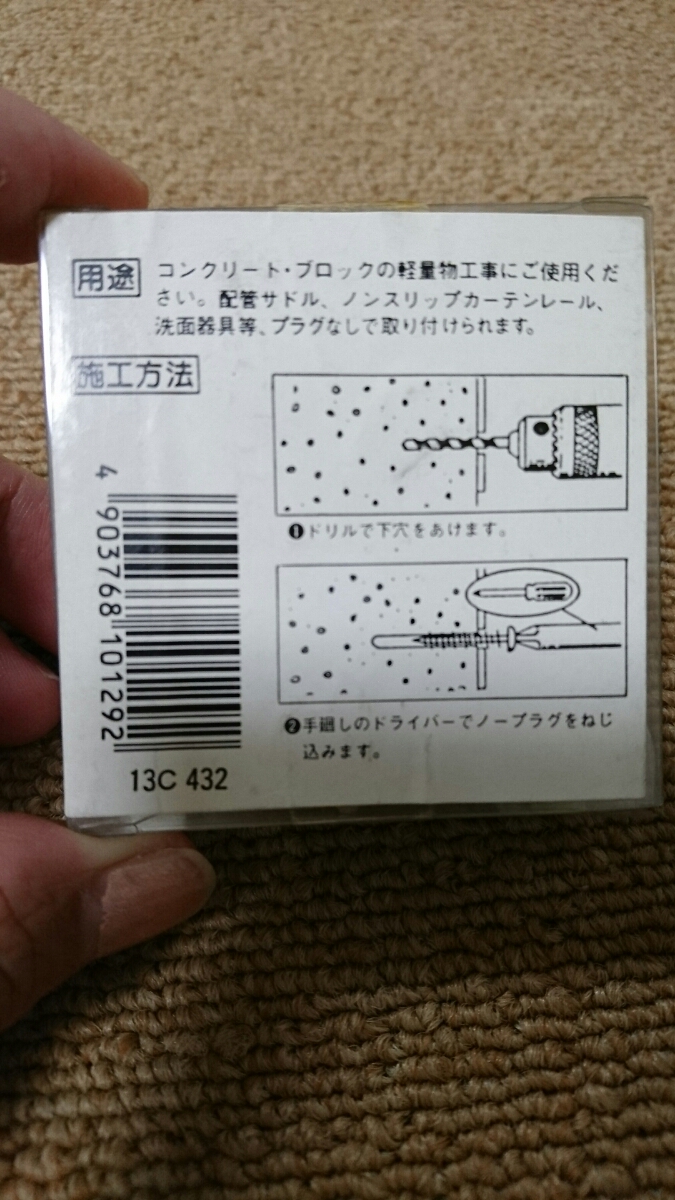 用途
コンクリート・ブロックの軽量物工事にご使用くだ
さい。配管サドル、ノンスリップカーテンレール、
洗面器具等、プラグなしで取り付けられます。
施工方法
❶ドリルで下穴をあけます。
❷手廻しのドライバーでノープラグをねじ
込みます。
4 903768 101292
13C 432